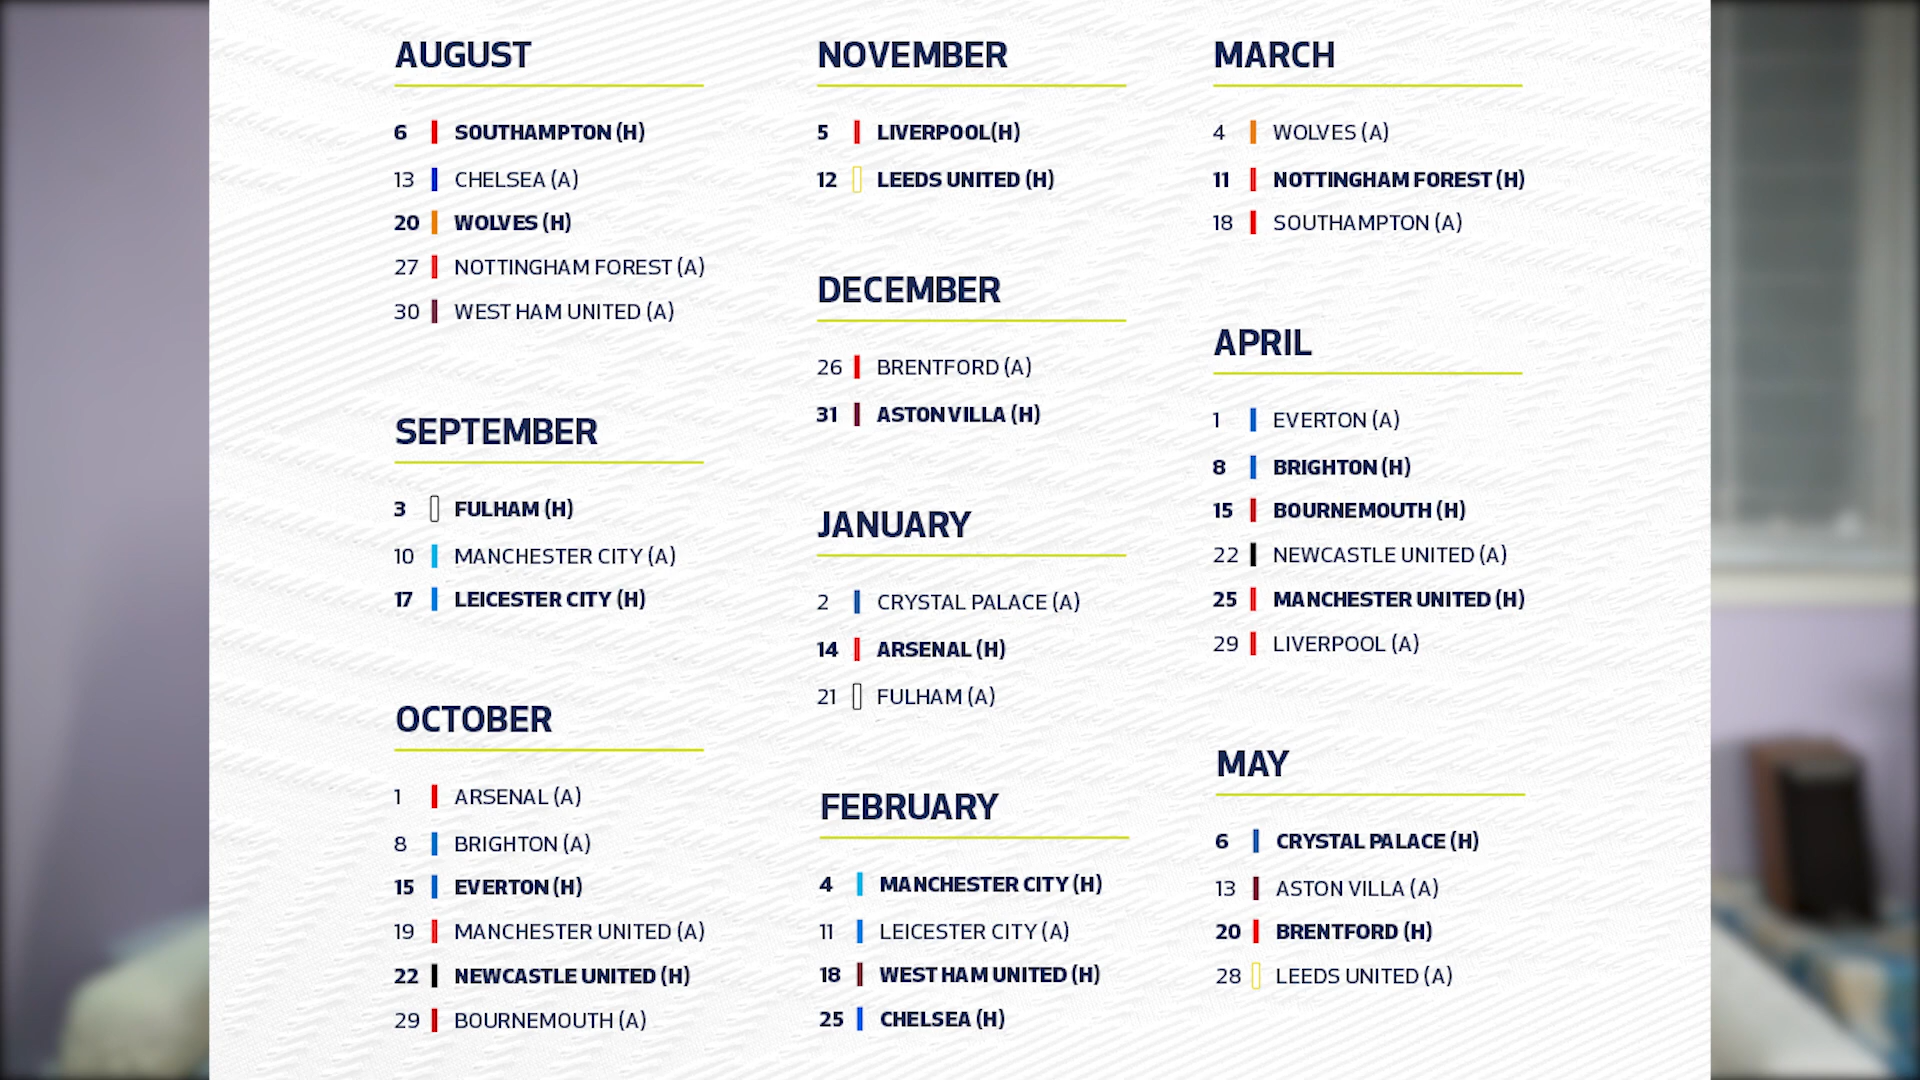 AUGUST
6 SOUTHAMPTON (H)
13 CHELSEA (A)
20 WOLVES (H)
27 NOTTINGHAM FOREST (A)
30 WEST HAM UNITED (A)
SEPTEMBER
3 FULHAM (H)
10 MANCHESTER CITY (A)
17 LEICESTER CITY (H)
OCTOBER
1 ARSENAL (A)
8 BRIGHTON (A)
15 EVERTON (H)
19 MANCHESTER UNITED (A)
22 NEWCASTLE UNITED (H)
29 BOURNEMOUTH (A)
NOVEMBER
5 LIVERPOOL(H)
12 LEEDS UNITED (H)
DECEMBER
26 BRENTFORD (A)
31 ASTON VILLA (H)
JANUARY
2 CRYSTAL PALACE (A)
14 ARSENAL (H)
21 FULHAM (A)
FEBRUARY
4 MANCHESTER CITY (H)
11 LEICESTER CITY (A)
18 WEST HAM UNITED (H)
25 CHELSEA (H)
MARCH
4 WOLVES (A)
11 NOTTINGHAM FOREST (H)
18 SOUTHAMPTON (A)
APRIL
1 EVERTON (A)
8 BRIGHTON (H)
15 BOURNEMOUTH (H)
22 NEWCASTLE UNITED (A)
25 MANCHESTER UNITED (H)
29 LIVERPOOL (A)
MAY
6 CRYSTAL PALACE (H)
13 ASTON VILLA (A)
20 BRENTFORD (H)
28 LEEDS UNITED (A)